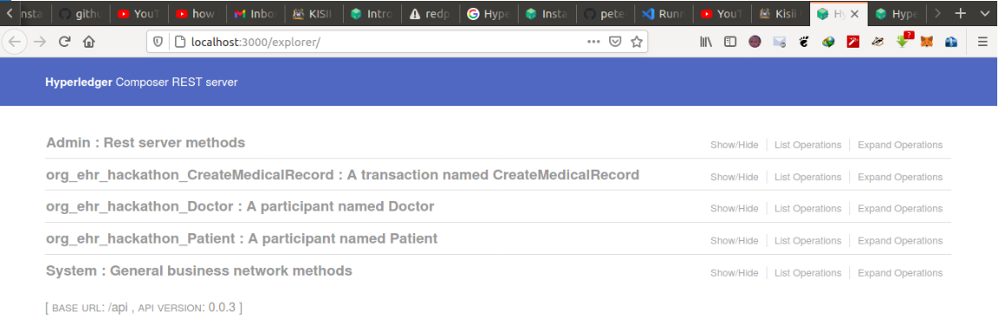 nsta githu YouT how Inbo KISII Intro redp Hype Insta pete Runn YouT Kisii Hy Hype
localhost:3000/explorer/
Hyperledger Composer REST server
Admin : Rest server methods Show/Hide List Operations Expand Operations
org_ehr_hackathon_CreateMedicalRecord : A transaction named CreateMedicalRecord Show/Hide List Operations Expand Operations
org_ehr_hackathon_Doctor : A participant named Doctor Show/Hide List Operations Expand Operations
org_ehr_hackathon_Patient : A participant named Patient Show/Hide List Operations Expand Operations
System : General business network methods Show/Hide List Operations Expand Operations
[ BASE URL: /api , API VERSION: 0.0.3 ]